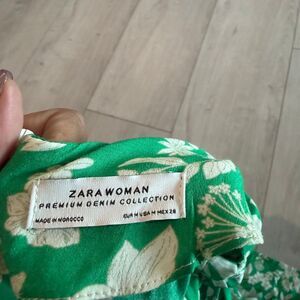 ZARA WOMAN
PREMIUM DENIM COLLECTION
MADE IN MOROCCO
EUR M USA M MEX 28